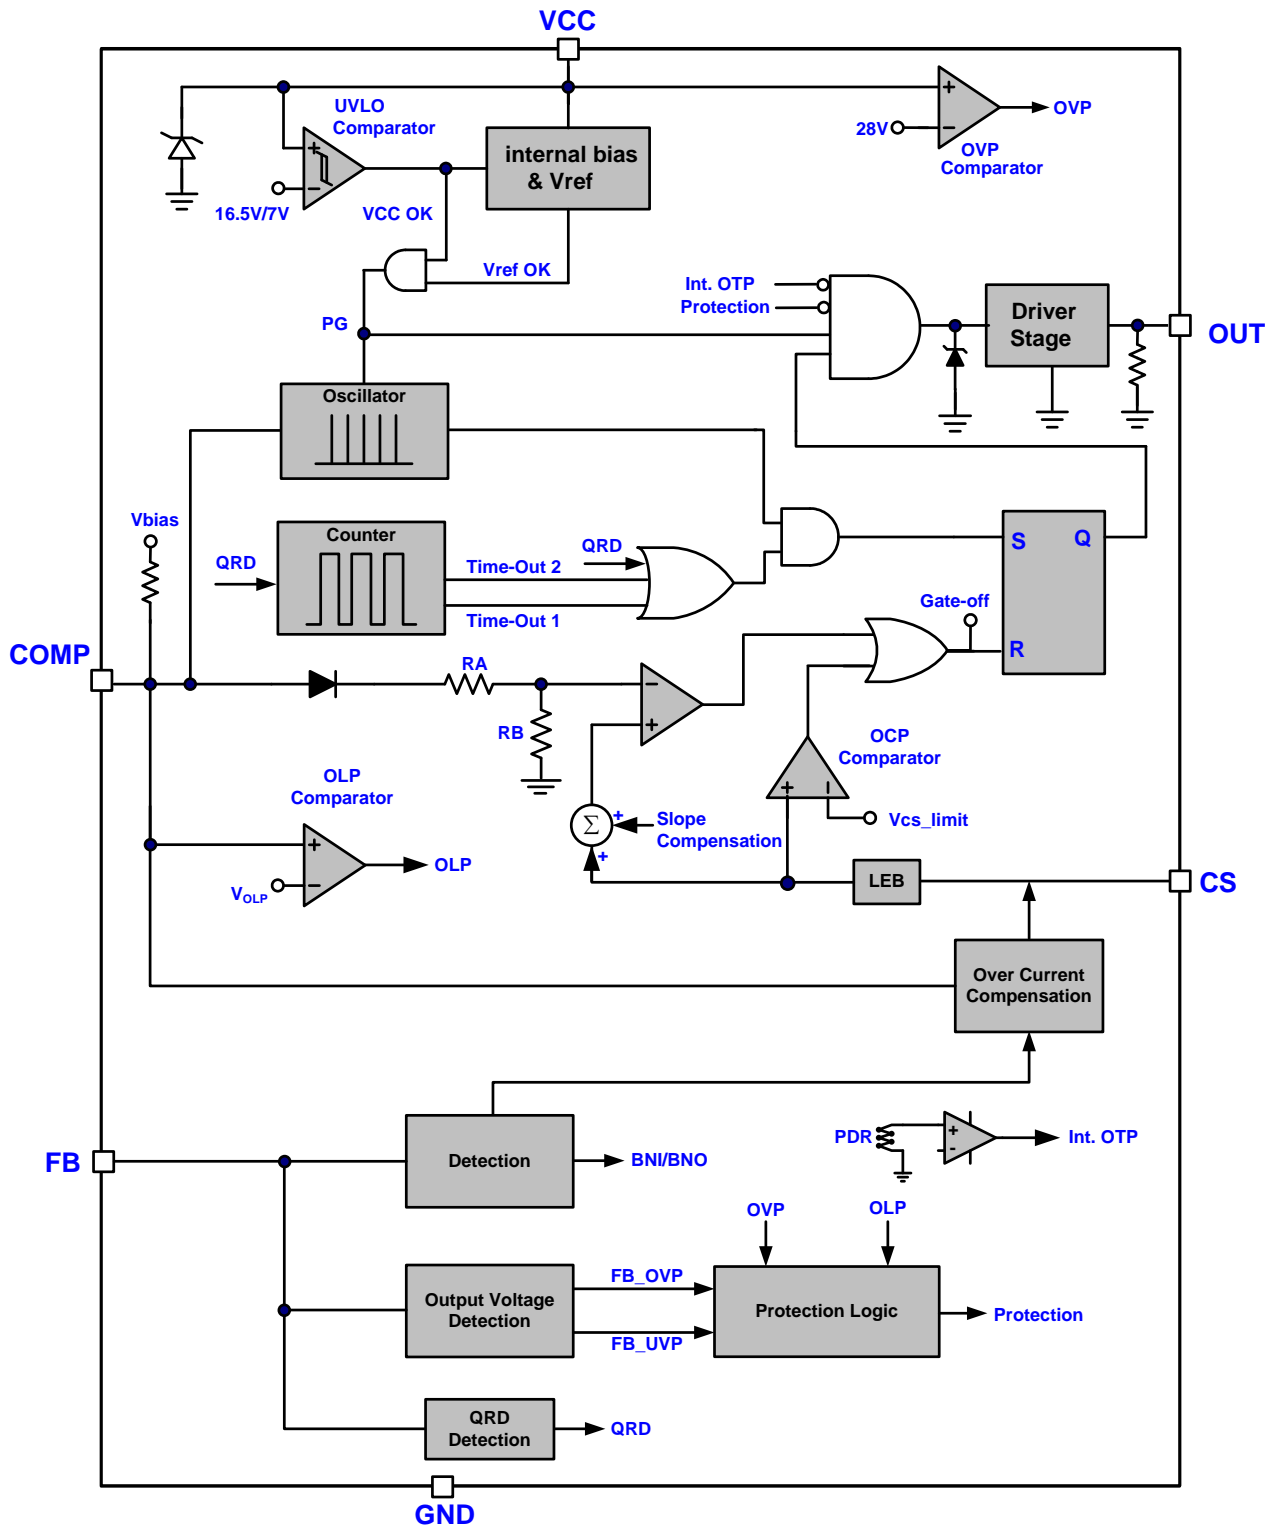 VCC
UVLO
Comparator
16.5V/7V
VCC OK
internal bias
& Vref
Vref OK
28V
OVP
OVP
Comparator
Int. OTP
Protection
PG
Driver
Stage
OUT
Oscillator
Vbias
QRD
Counter
Time-Out 2
Time-Out 1
QRD
S
Q
R
Gate-off
COMP
RA
RB
OCP
Comparator
OLP
Comparator
Σ
Slope
Compensation
Vcs_limit
OLP
VOLP
LEB
CS
Over Current
Compensation
FB
Detection
BNI/BNO
PDR
Int. OTP
OVP
OLP
Output Voltage
Detection
FB_OVP
FB_UVP
Protection Logic
Protection
QRD
Detection
QRD
GND